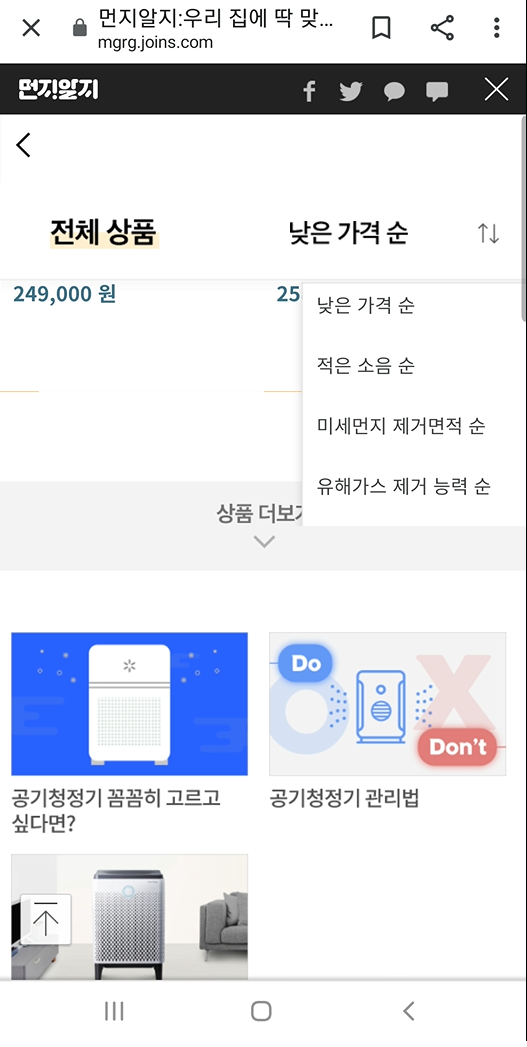 먼지알지:우리 집에 딱 맞...
mgrg.joins.com
먼지알지
전체 상품
낮은 가격 순
249,000 원
25
낮은 가격 순
적은 소음 순
미세먼지 제거면적 순
유해가스 제거 능력 순
상품 더보기
Do
X
Don't
공기청정기 꼼꼼히 고르고
싶다면?
공기청정기 관리법